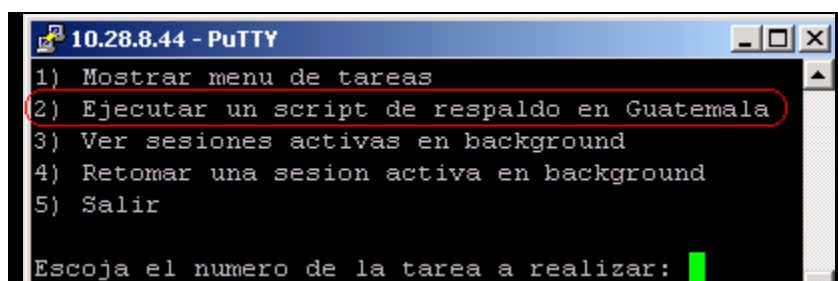 10.28.8.44 - PuTTY
1) Mostrar menu de tareas
2) Ejecutar un script de respaldo en Guatemala
3) Ver sesiones activas en background
4) Retomar una sesion activa en background
5) Salir
Escoja el numero de la tarea a realizar: